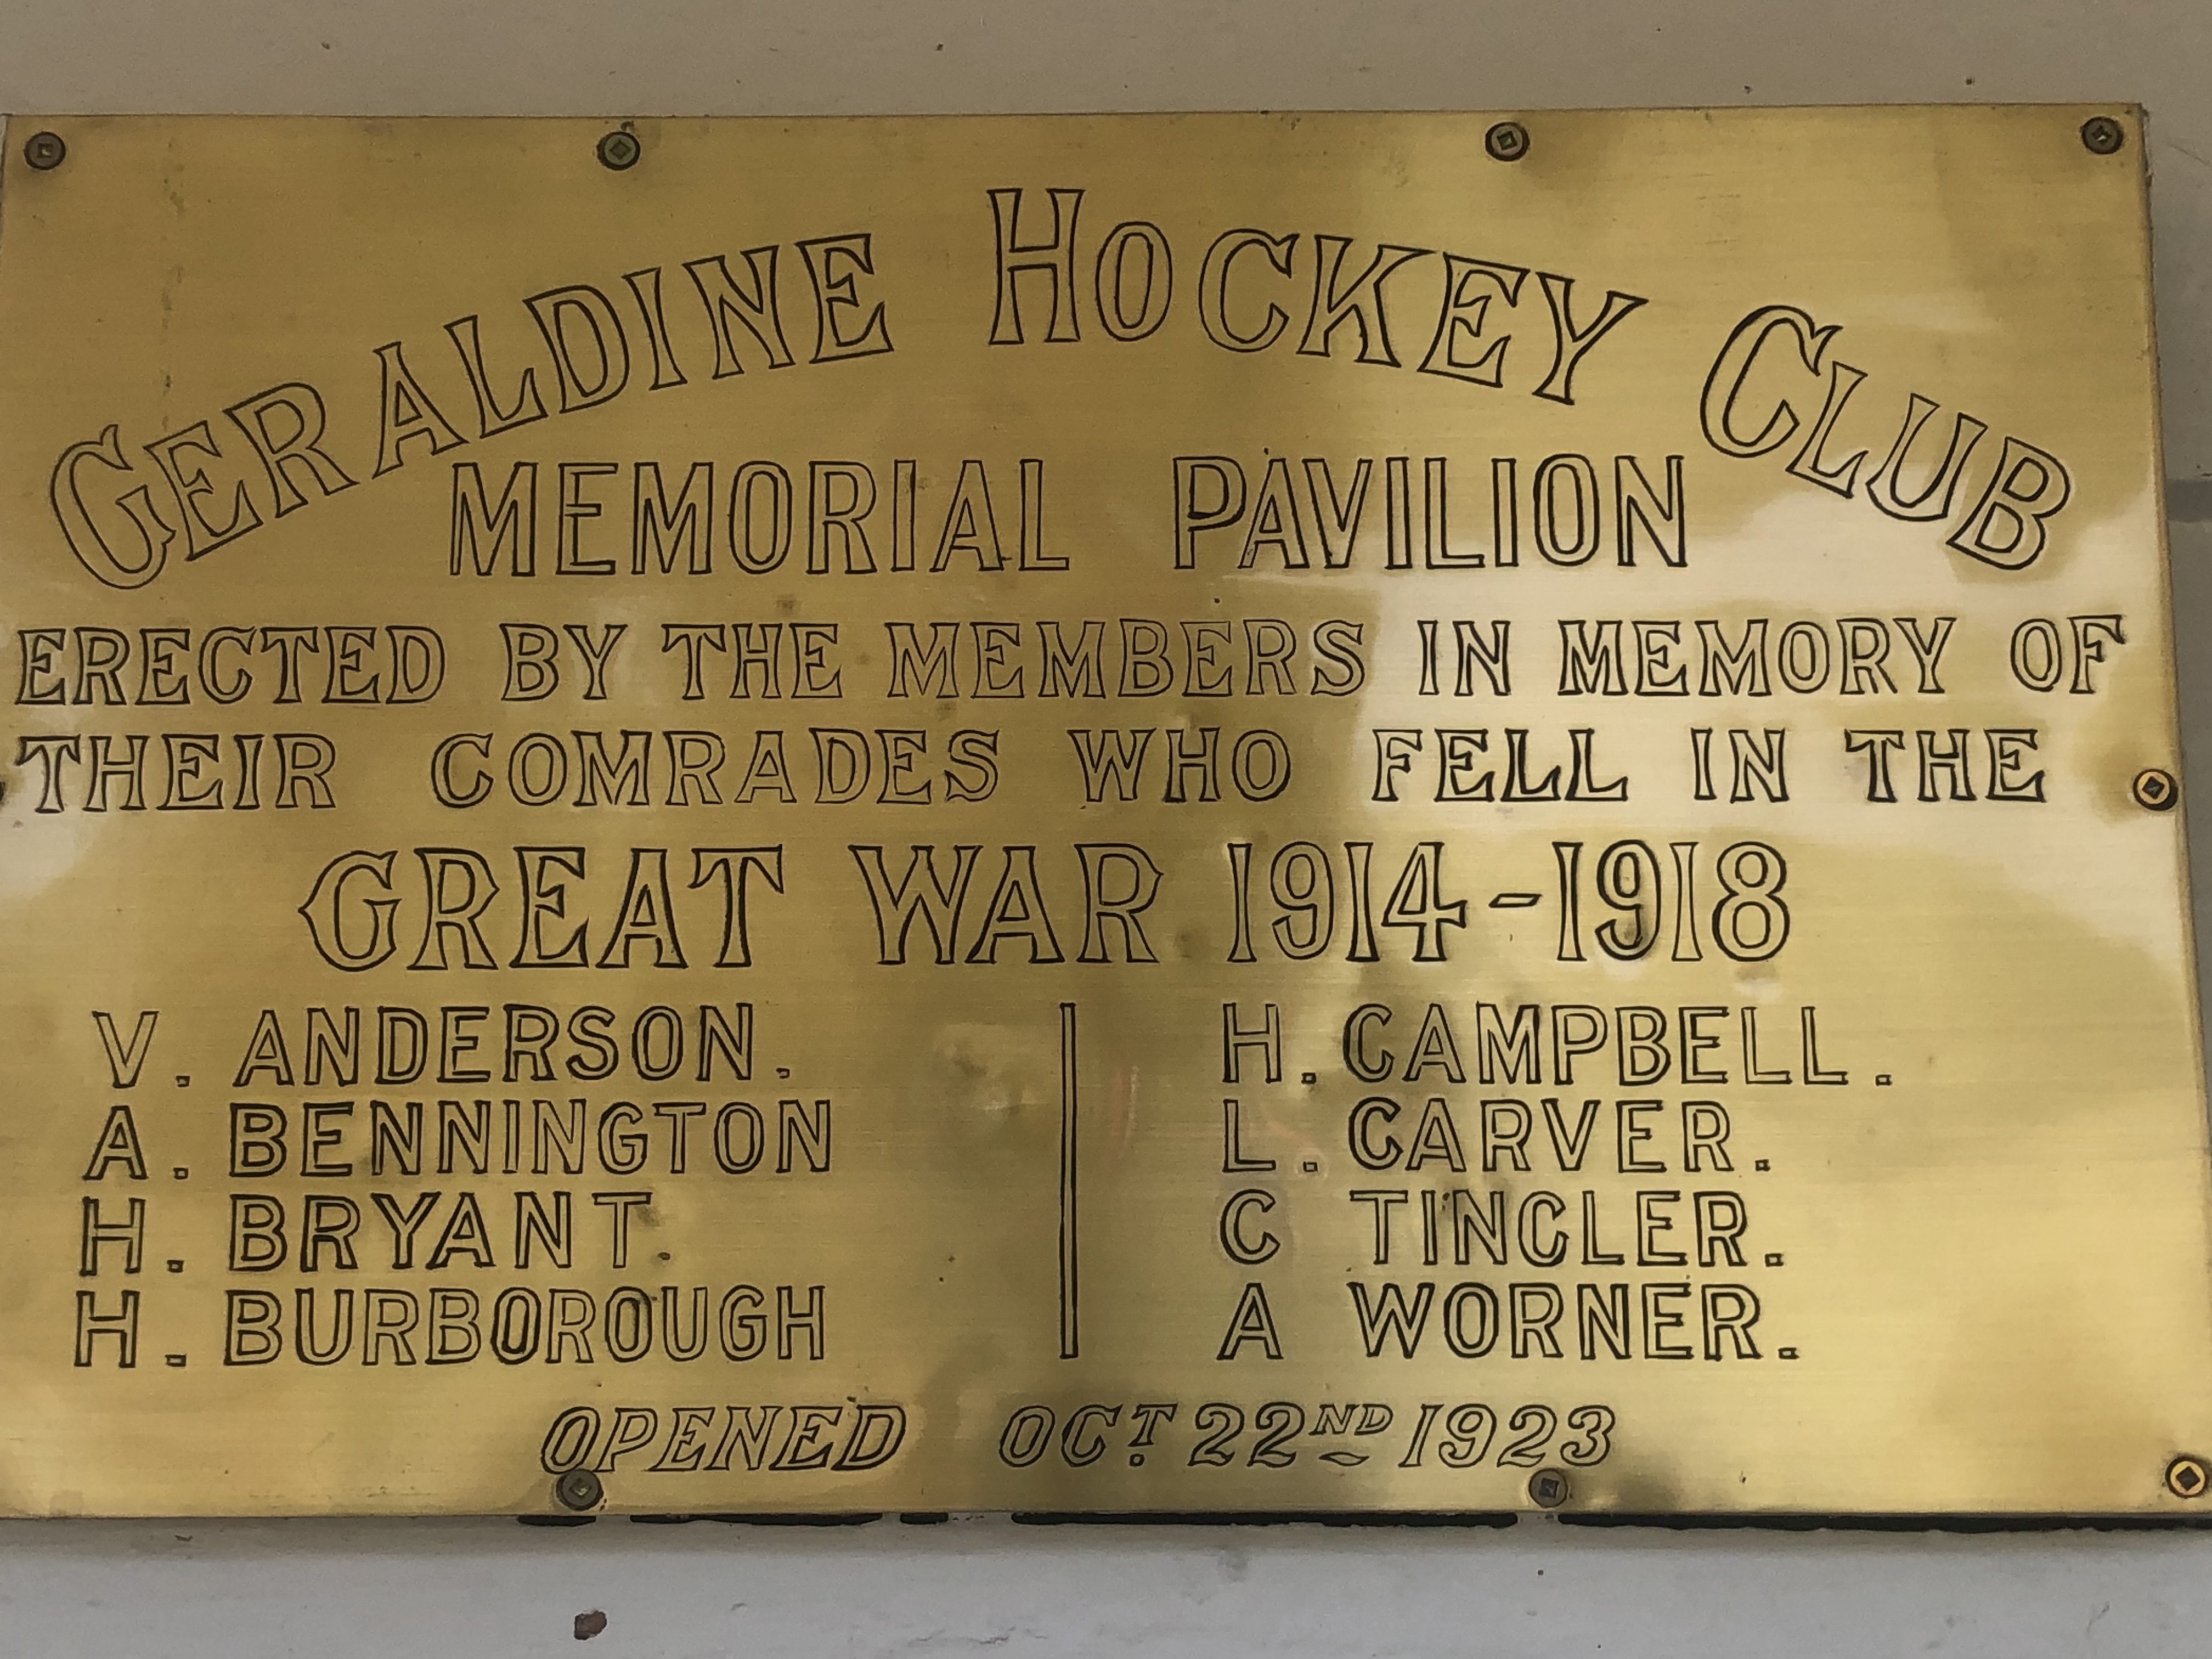 GERALDINE HOCKEY CLUB
MEMORIAL PAVILION
ERECTED BY THE MEMBERS IN MEMORY OF
THEIR COMRADES WHO FELL IN THE
GREAT WAR 1914-1918
V. ANDERSON.
A. BENNINGTON
H. BRYANT.
H. BURBOROUGH
H. CAMPBELL.
L. CARVER.
C TINCLER.
A WORNER.
OPENED OCT. 22ND 1923